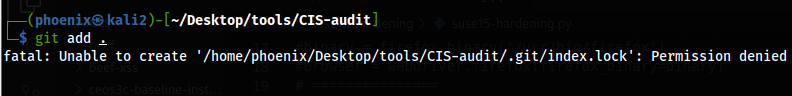 (phoenix㉿kali2)-[~/Desktop/tools/CIS-audit]
$ git add .
fatal: Unable to create '/home/phoenix/Desktop/tools/CIS-audit/.git/index.lock': Permission denied